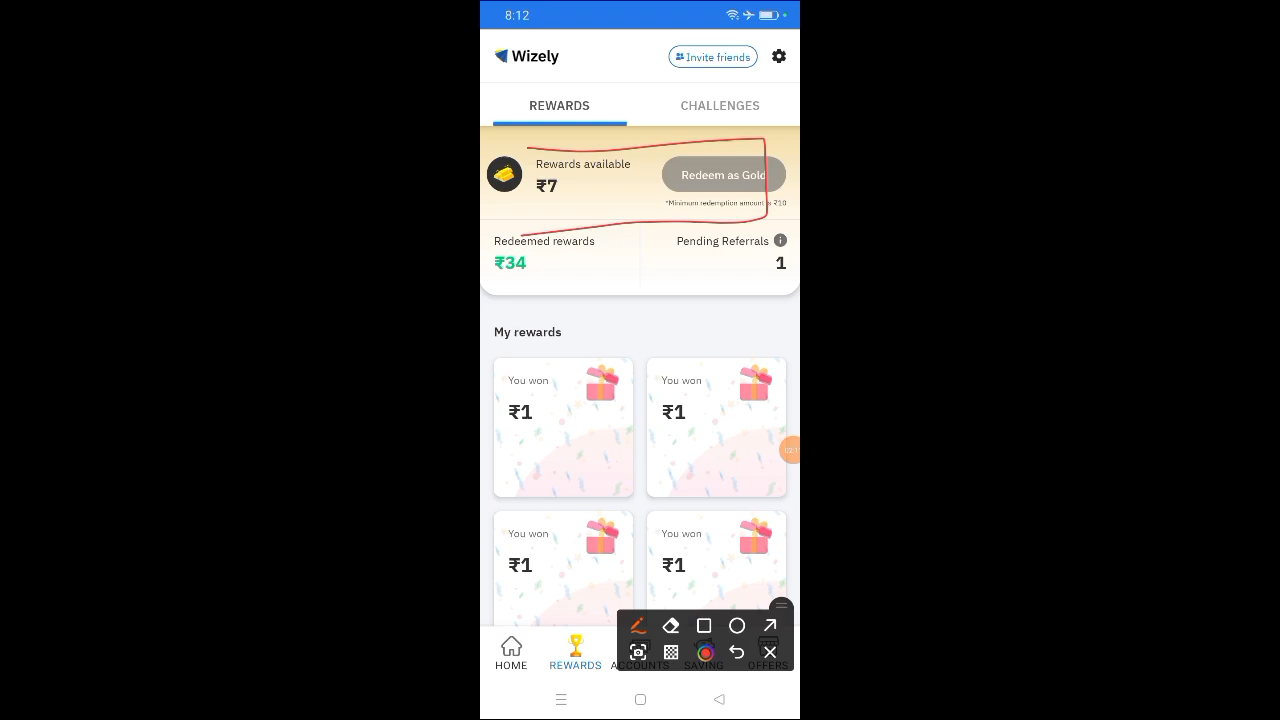 8:12
Wizely
Invite friends
REWARDS CHALLENGES
Rewards available
₹7
Redeem as Gold
*Minimum redemption amount is ₹10
Redeemed rewards
₹34
Pending Referrals
1
My rewards
You won
₹1
You won
₹1
You won
₹1
You won
₹1
HOME REWARDS ACCOUNTS SAVING OFFERS